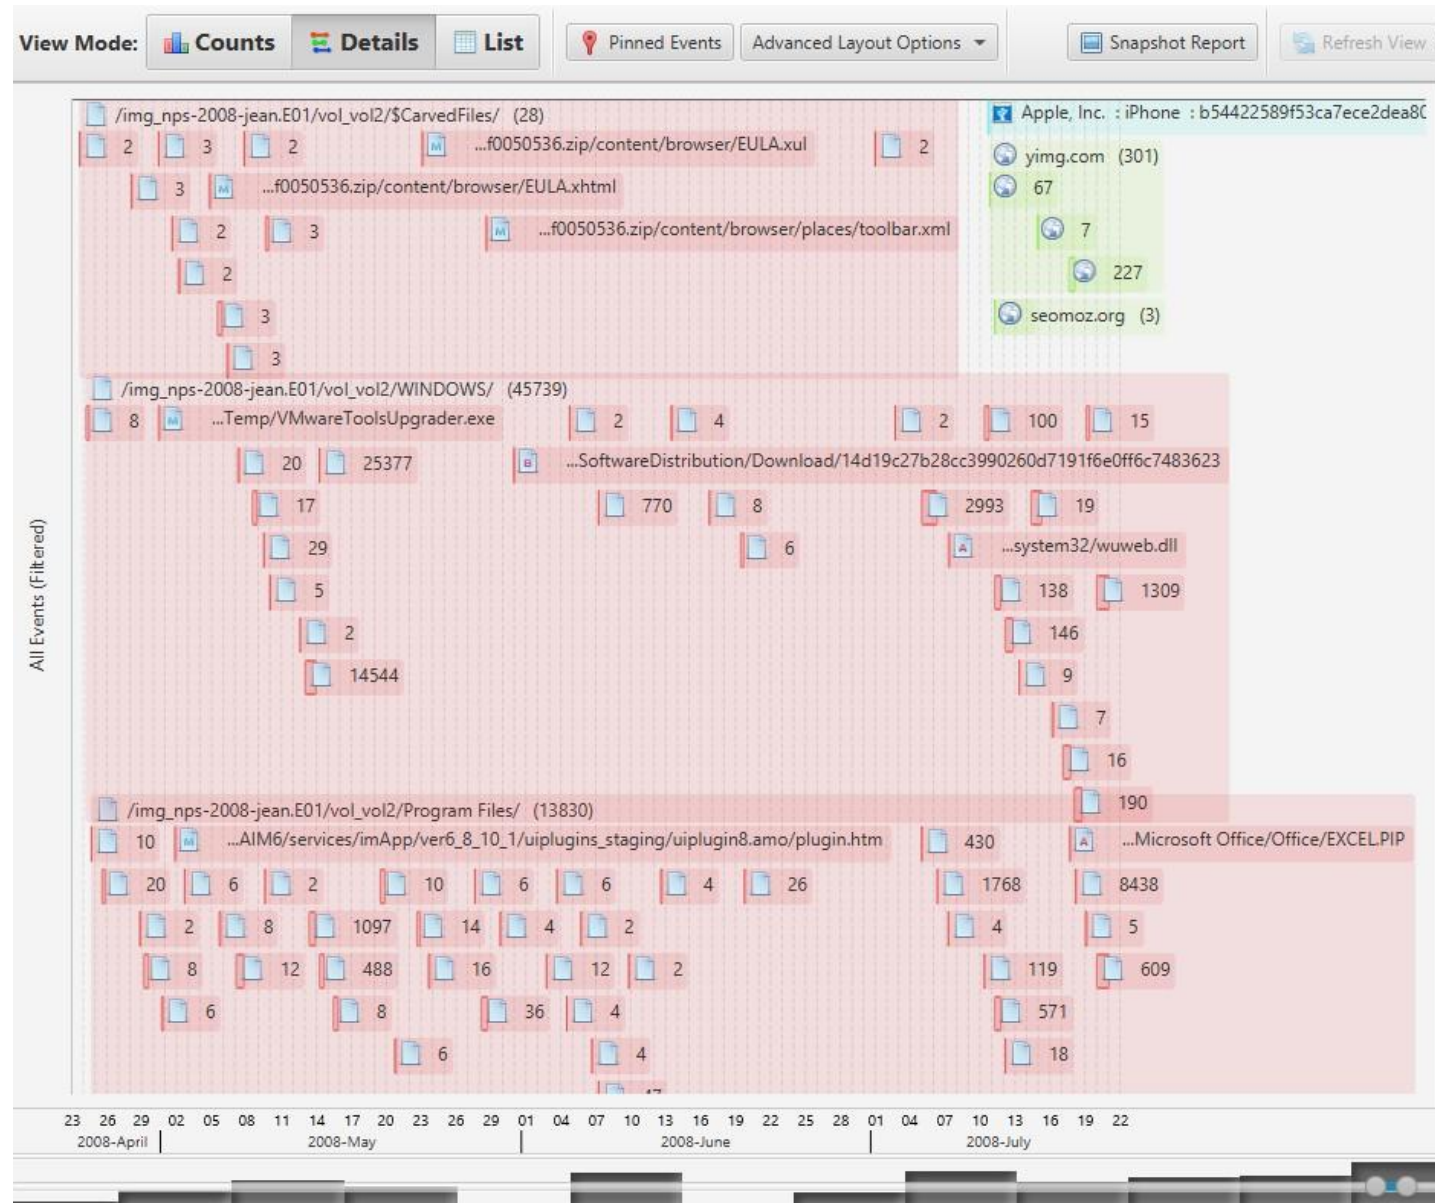 View Mode: Counts Details List Pinned Events Advanced Layout Options Snapshot Report Refresh View
/img_nps-2008-jean.E01/vol_vol2/$CarvedFiles/ (28)
Apple, Inc. : iPhone : b54422589f53ca7ece2dea80
2 3 2 ...f0050536.zip/content/browser/EULA.xul 2
yimg.com (301)
3 ...f0050536.zip/content/browser/EULA.xhtml 67
2 3 ...f0050536.zip/content/browser/places/toolbar.xml 7
2 227
3 seomoz.org (3)
3
/img_nps-2008-jean.E01/vol_vol2/WINDOWS/ (45739)
8 ...Temp/VMwareToolsUpgrader.exe 2 4 2 100 15
20 25377 ...SoftwareDistribution/Download/14d19c27b28cc3990260d7191f6e0ff6c7483623
17 770 8 2993 19
29 6 ...system32/wuweb.dll
5 138 1309
2 146
14544 9
7
16
190
/img_nps-2008-jean.E01/vol_vol2/Program Files/ (13830)
10 ...AIM6/services/imApp/ver6_8_10_1/uiplugins_staging/uiplugin8.amo/plugin.htm 430 ...Microsoft Office/Office/EXCEL.PIP
20 6 2 10 6 6 4 26 1768 8438
2 8 1097 14 4 2 4 5
8 12 488 16 12 2 119 609
6 8 36 4 571
6 4 18
All Events (Filtered)
23 26 29 02 05 08 11 14 17 20 23 26 29 01 04 07 10 13 16 19 22 25 28 01 04 07 10 13 16 19 22
2008-April 2008-May 2008-June 2008-July